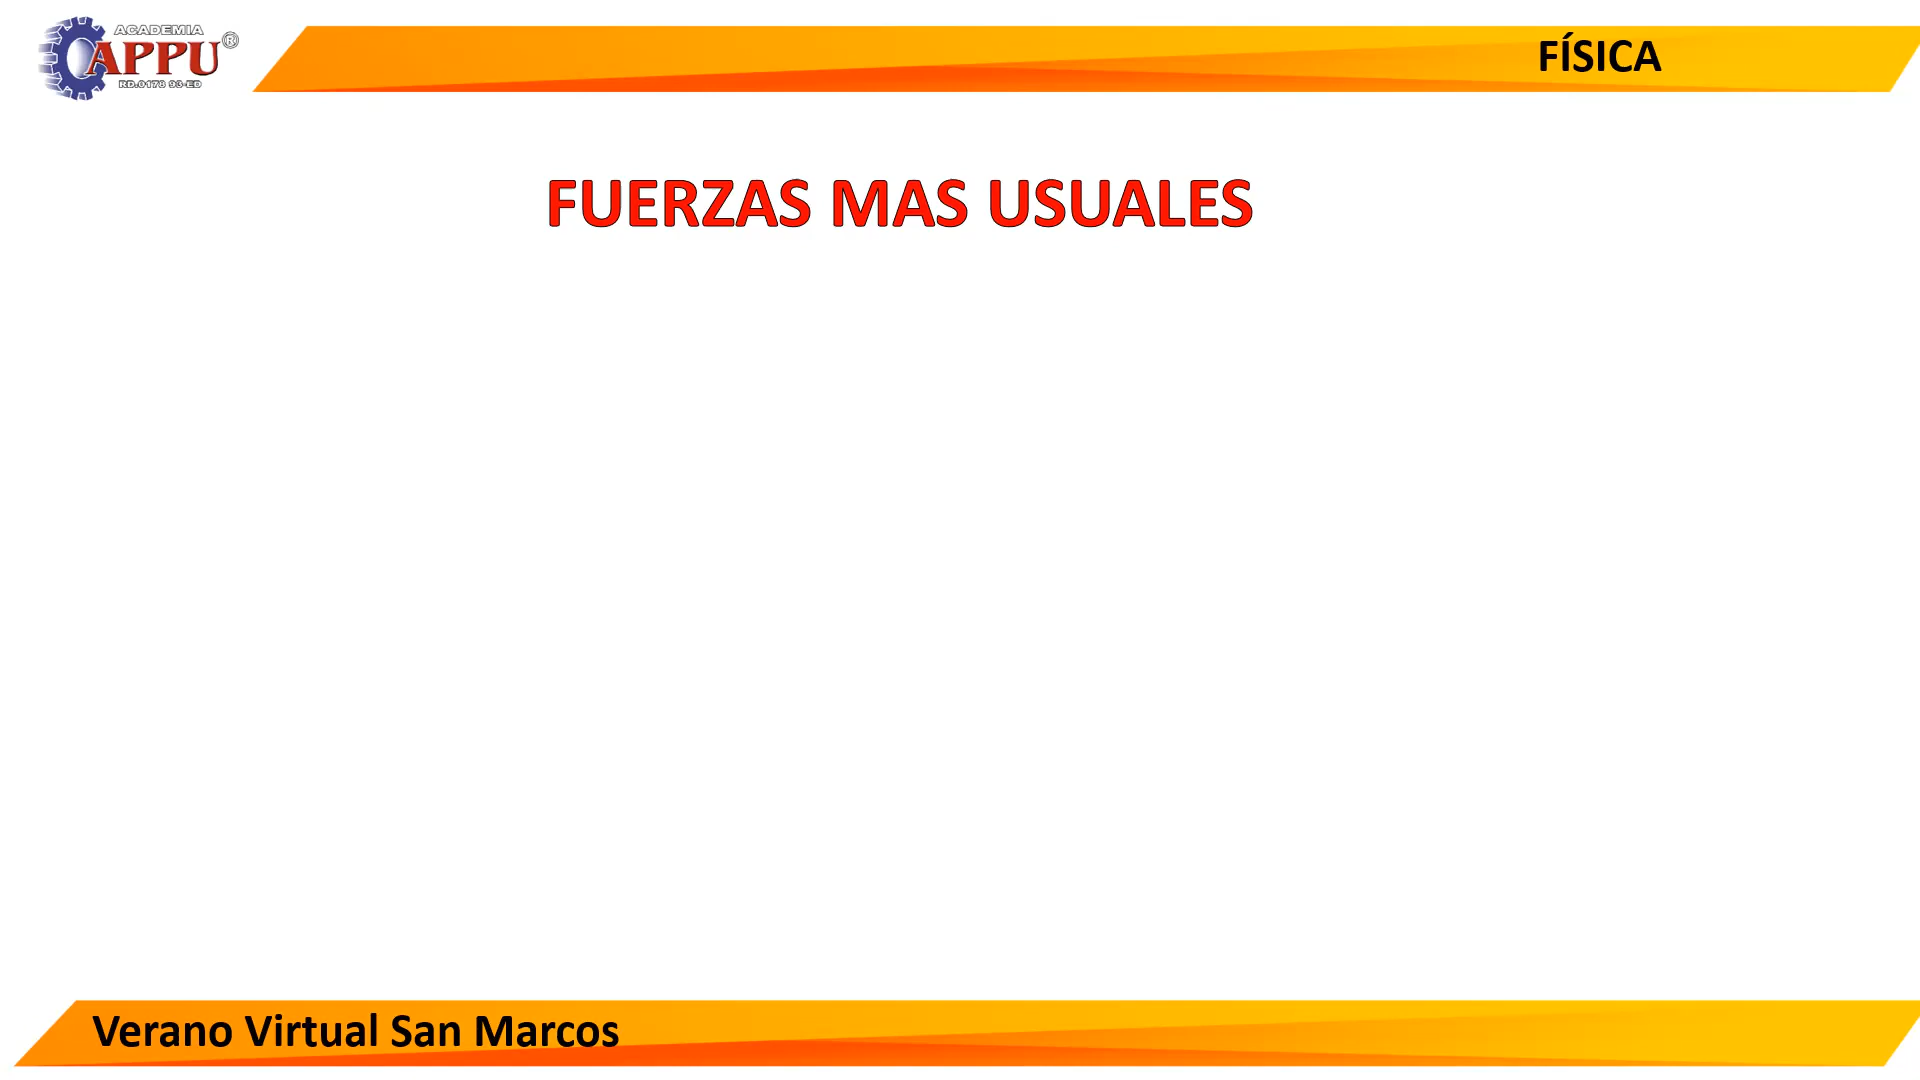 ACADEMIA
APPU®
RD.0178 93-ED
FÍSICA
FUERZAS MAS USUALES
Verano Virtual San Marcos